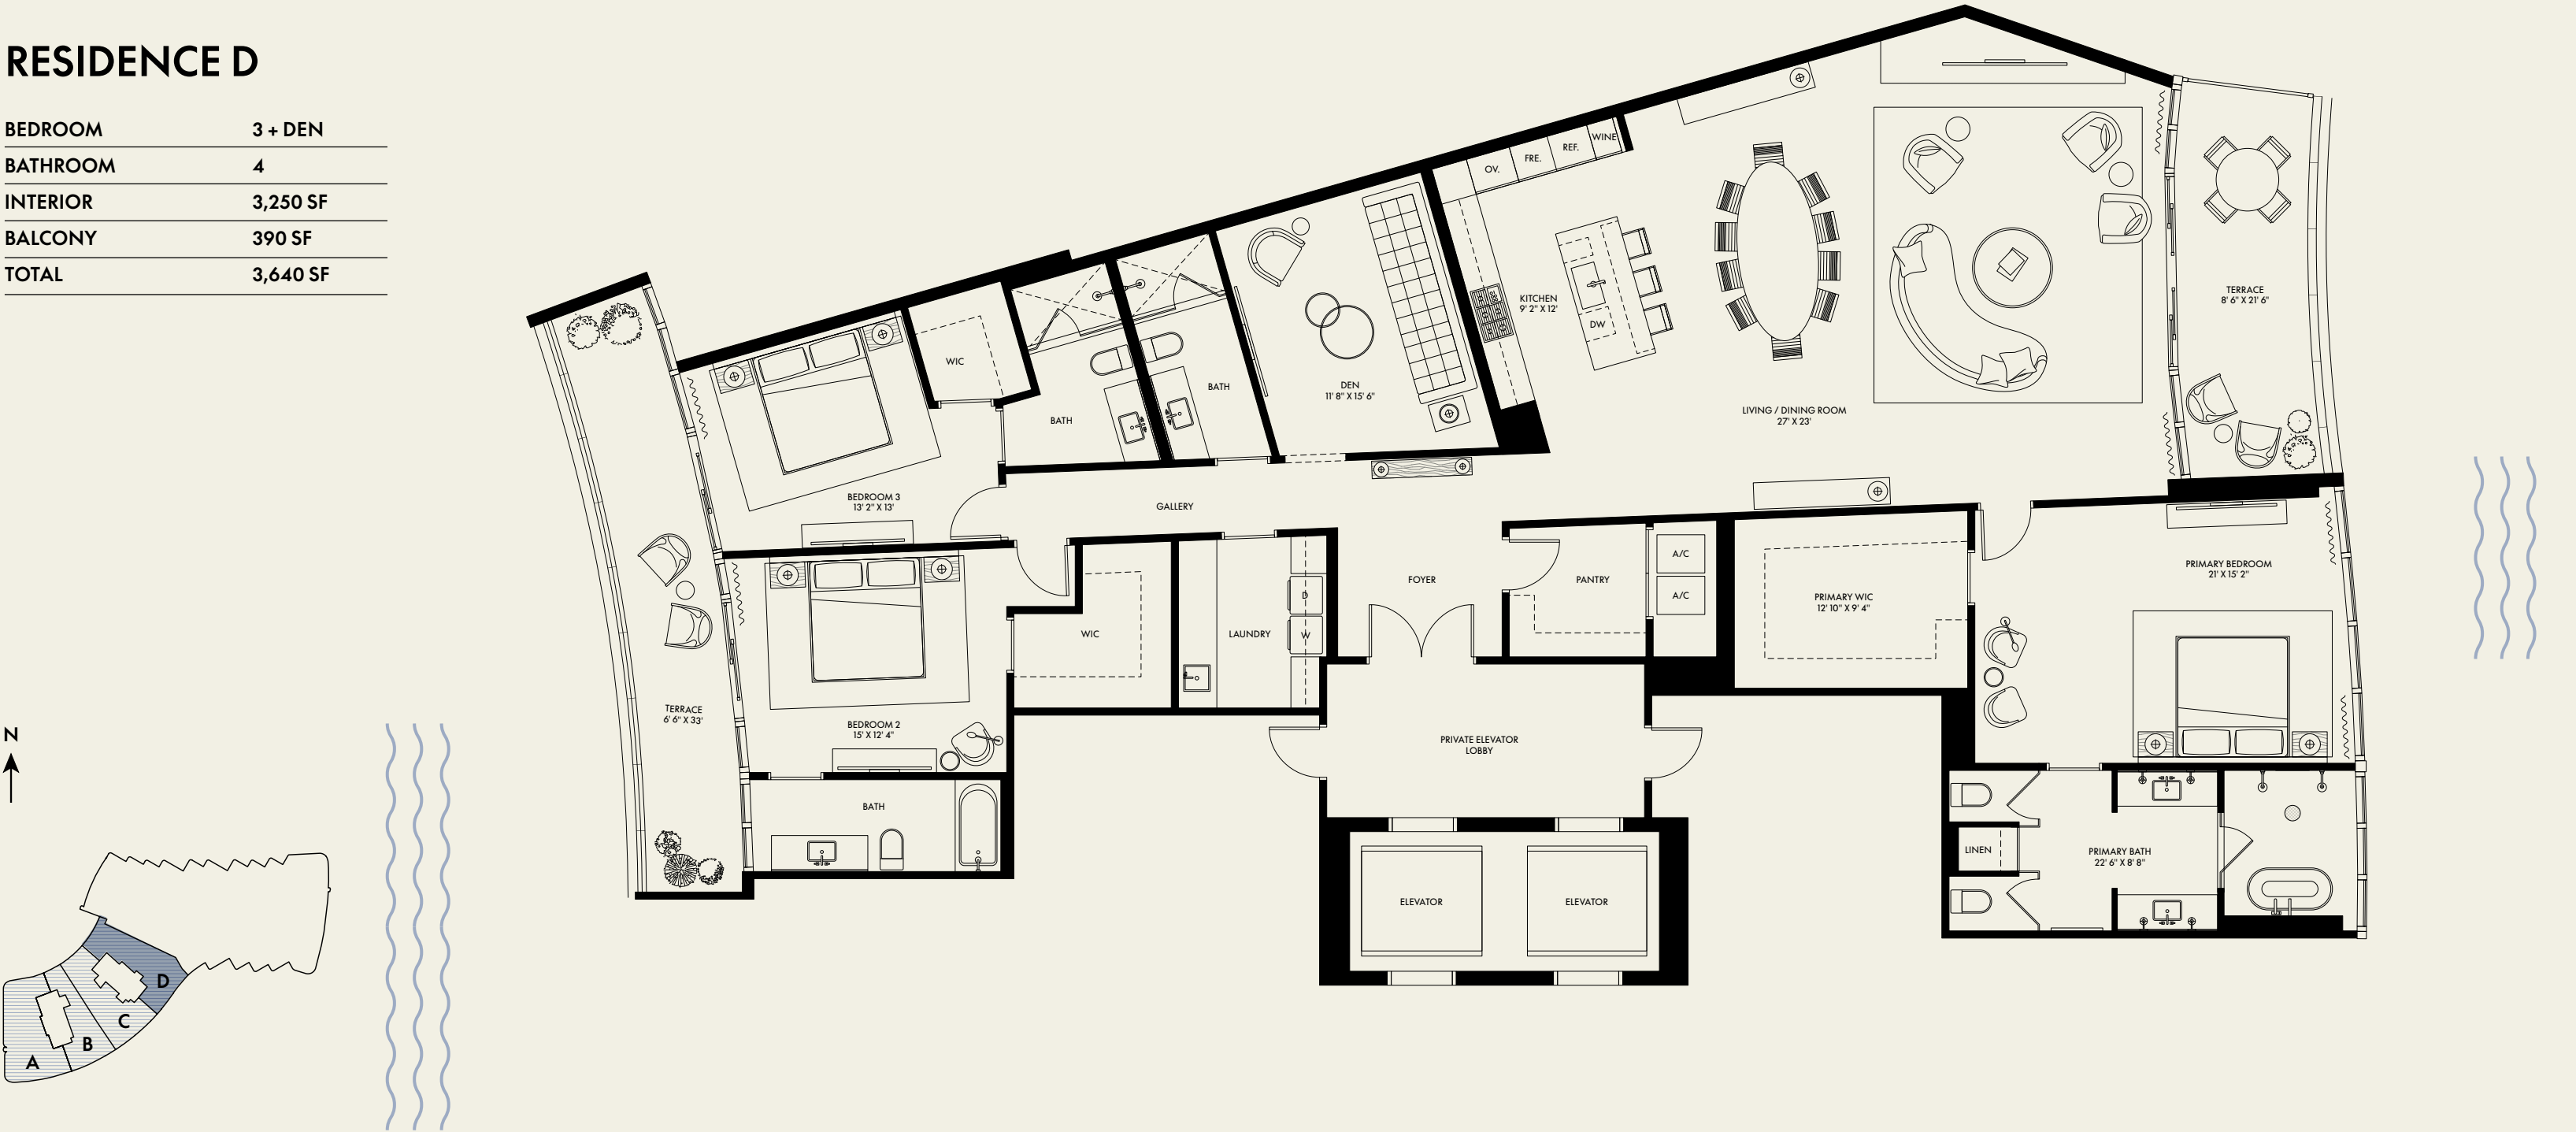 RESIDENCE D
BEDROOM 3 + DEN
BATHROOM 4
INTERIOR 3,250 SF
BALCONY 390 SF
TOTAL 3,640 SF
WINE
REF.
FRE.
OV.
KITCHEN
9' 2" X 12'
DW
TERRACE
8' 6" X 21' 6"
WIC
BATH
BATH
DEN
11' 8" X 15' 6"
LIVING / DINING ROOM
27' X 23'
BEDROOM 3
13' 2" X 13'
GALLERY
A/C
A/C
PANTRY
FOYER
PRIMARY WIC
12' 10" X 9' 4"
PRIMARY BEDROOM
21' X 15' 2"
D
W
LAUNDRY
WIC
TERRACE
6' 6" X 33'
BEDROOM 2
15' X 12' 4"
PRIVATE ELEVATOR
LOBBY
BATH
LINEN
PRIMARY BATH
22' 6" X 8' 8"
ELEVATOR
ELEVATOR
N
D
C
B
A